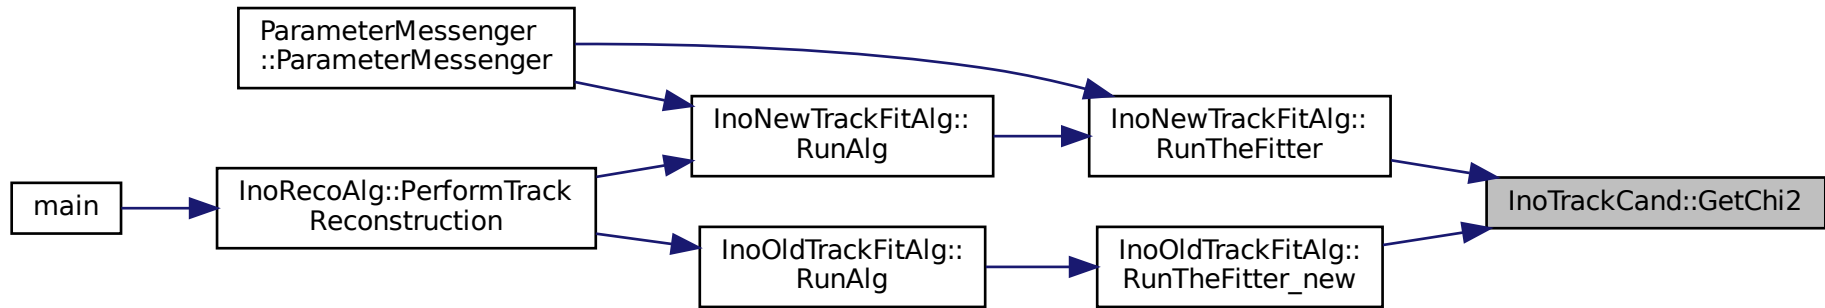 ParameterMessenger
::ParameterMessenger
InoNewTrackFitAlg::
RunAlg
InoNewTrackFitAlg::
RunTheFitter
main
InoRecoAlg::PerformTrack
Reconstruction
InoTrackCand::GetChi2
InoOldTrackFitAlg::
RunAlg
InoOldTrackFitAlg::
RunTheFitter_new